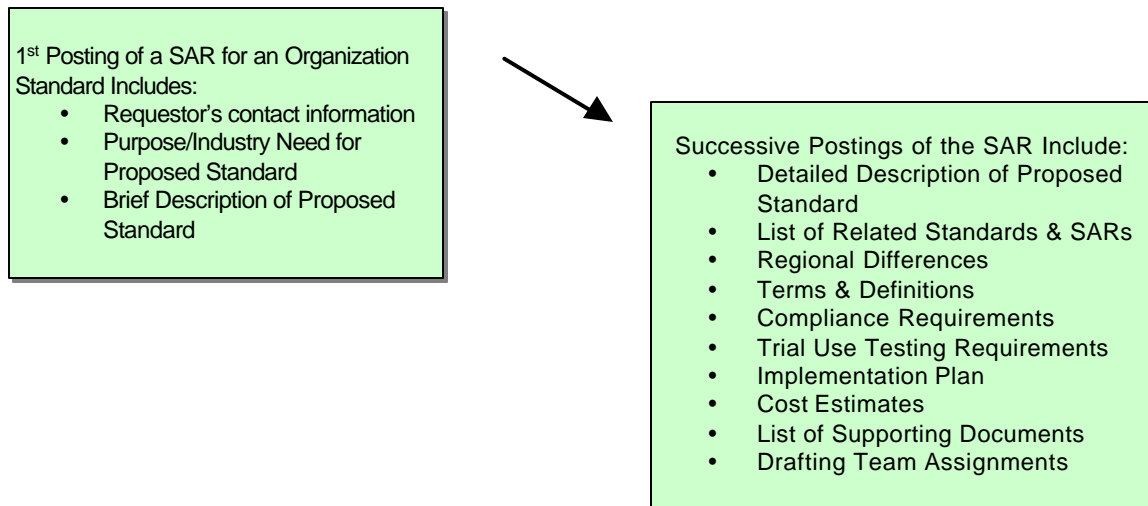 1st Posting of a SAR for an Organization
Standard Includes:
• Requestor's contact information
• Purpose/Industry Need for
Proposed Standard
• Brief Description of Proposed
Standard
Successive Postings of the SAR Include:
• Detailed Description of Proposed
Standard
• List of Related Standards & SARs
• Regional Differences
• Terms & Definitions
• Compliance Requirements
• Trial Use Testing Requirements
• Implementation Plan
• Cost Estimates
• List of Supporting Documents
• Drafting Team Assignments